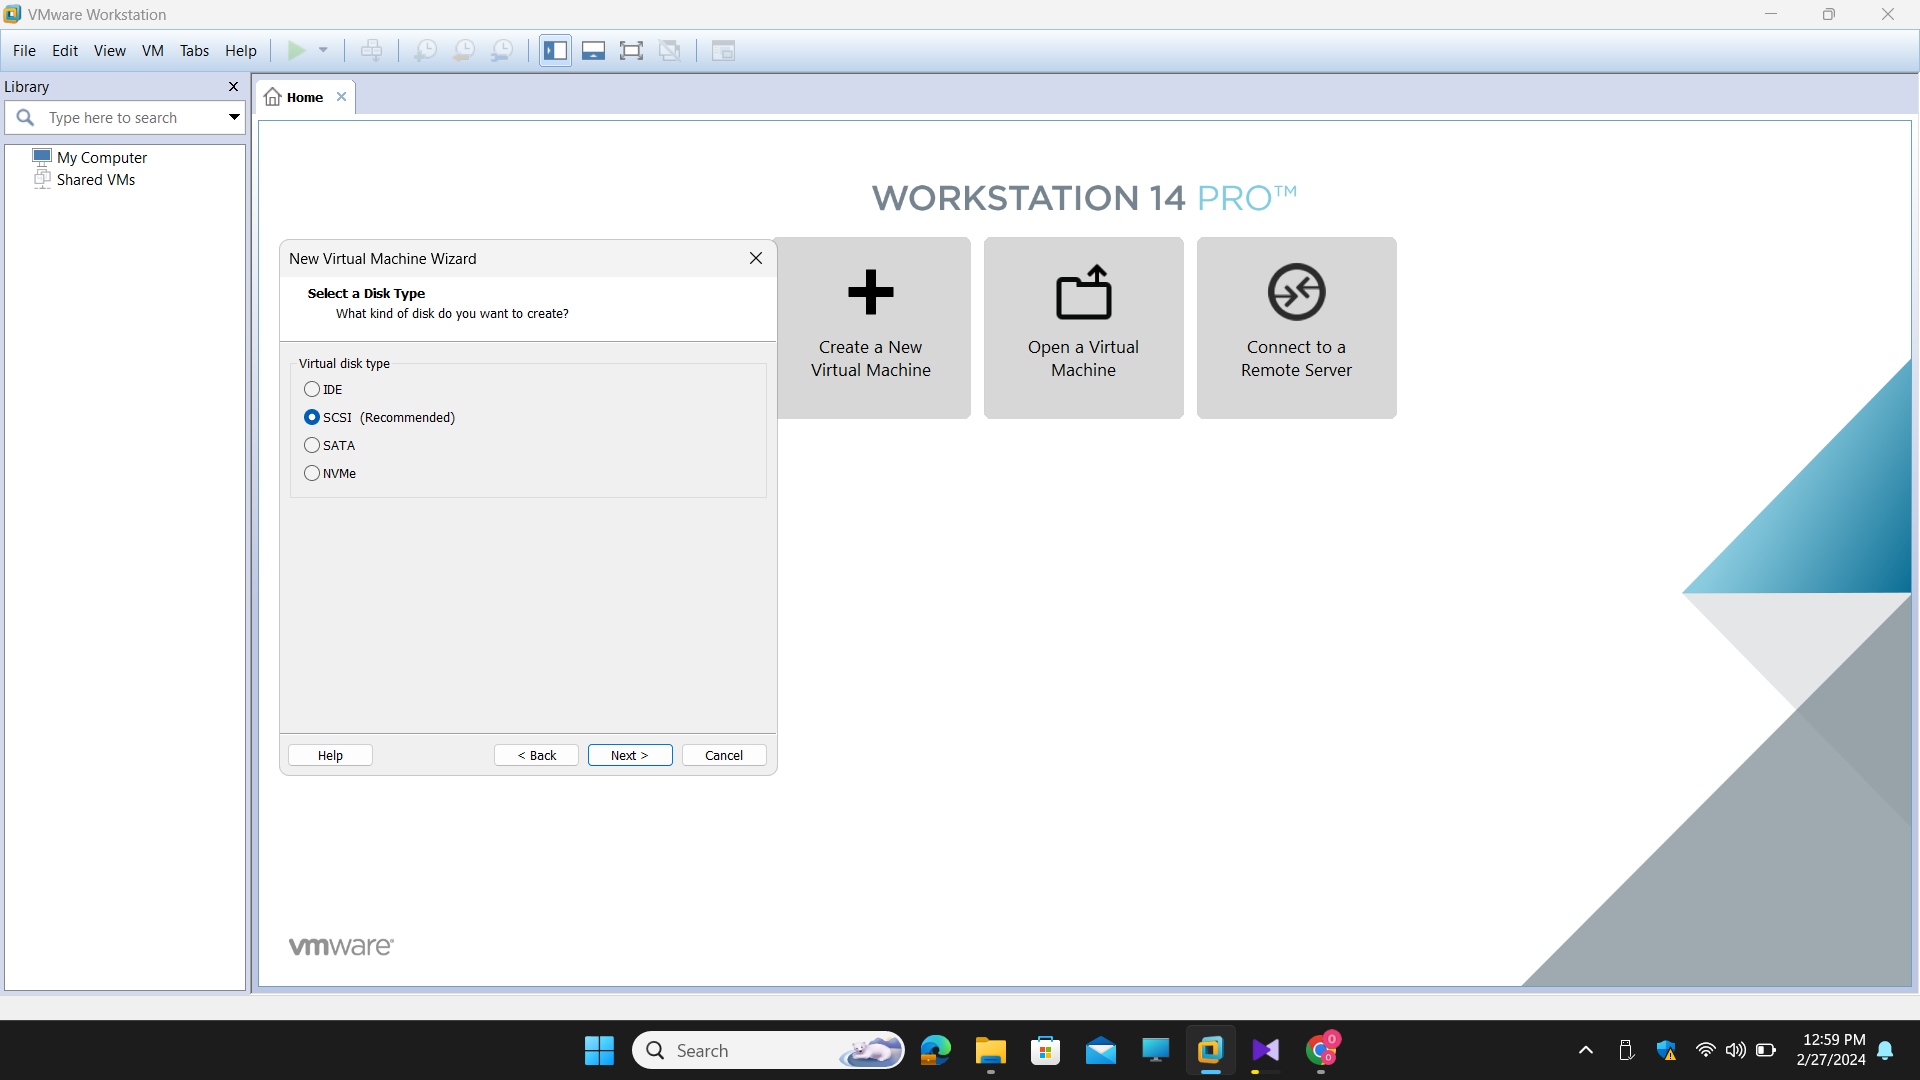 VMware Workstation
File Edit View VM Tabs Help
Library
Type here to search
My Computer
Shared VMs
Home
WORKSTATION 14 PRO™
Create a New
Virtual Machine
Open a Virtual
Machine
Connect to a
Remote Server
New Virtual Machine Wizard
Select a Disk Type
What kind of disk do you want to create?
Virtual disk type
IDE
SCSI (Recommended)
SATA
NVMe
Help
< Back
Next >
Cancel
vmware®
Search
0
0
12:59 PM
2/27/2024